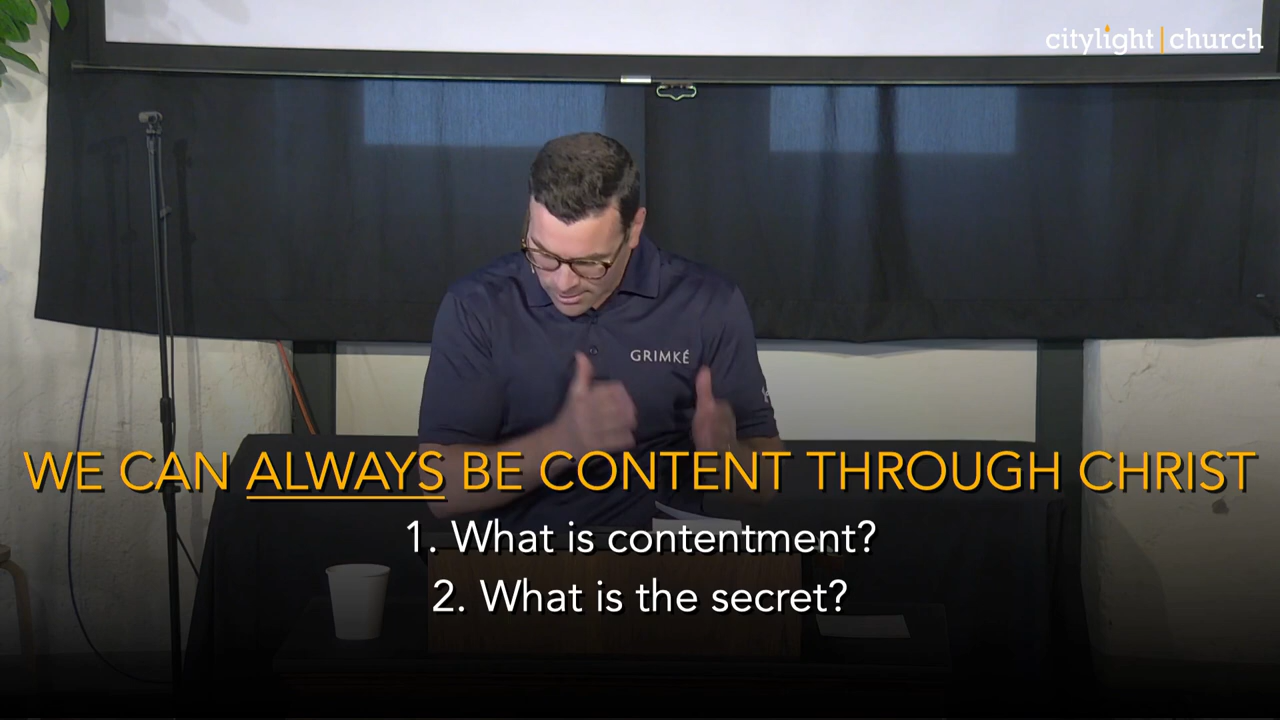 citylight | church
GRIMKÉ
WE CAN ALWAYS BE CONTENT THROUGH CHRIST
1. What is contentment?
2. What is the secret?